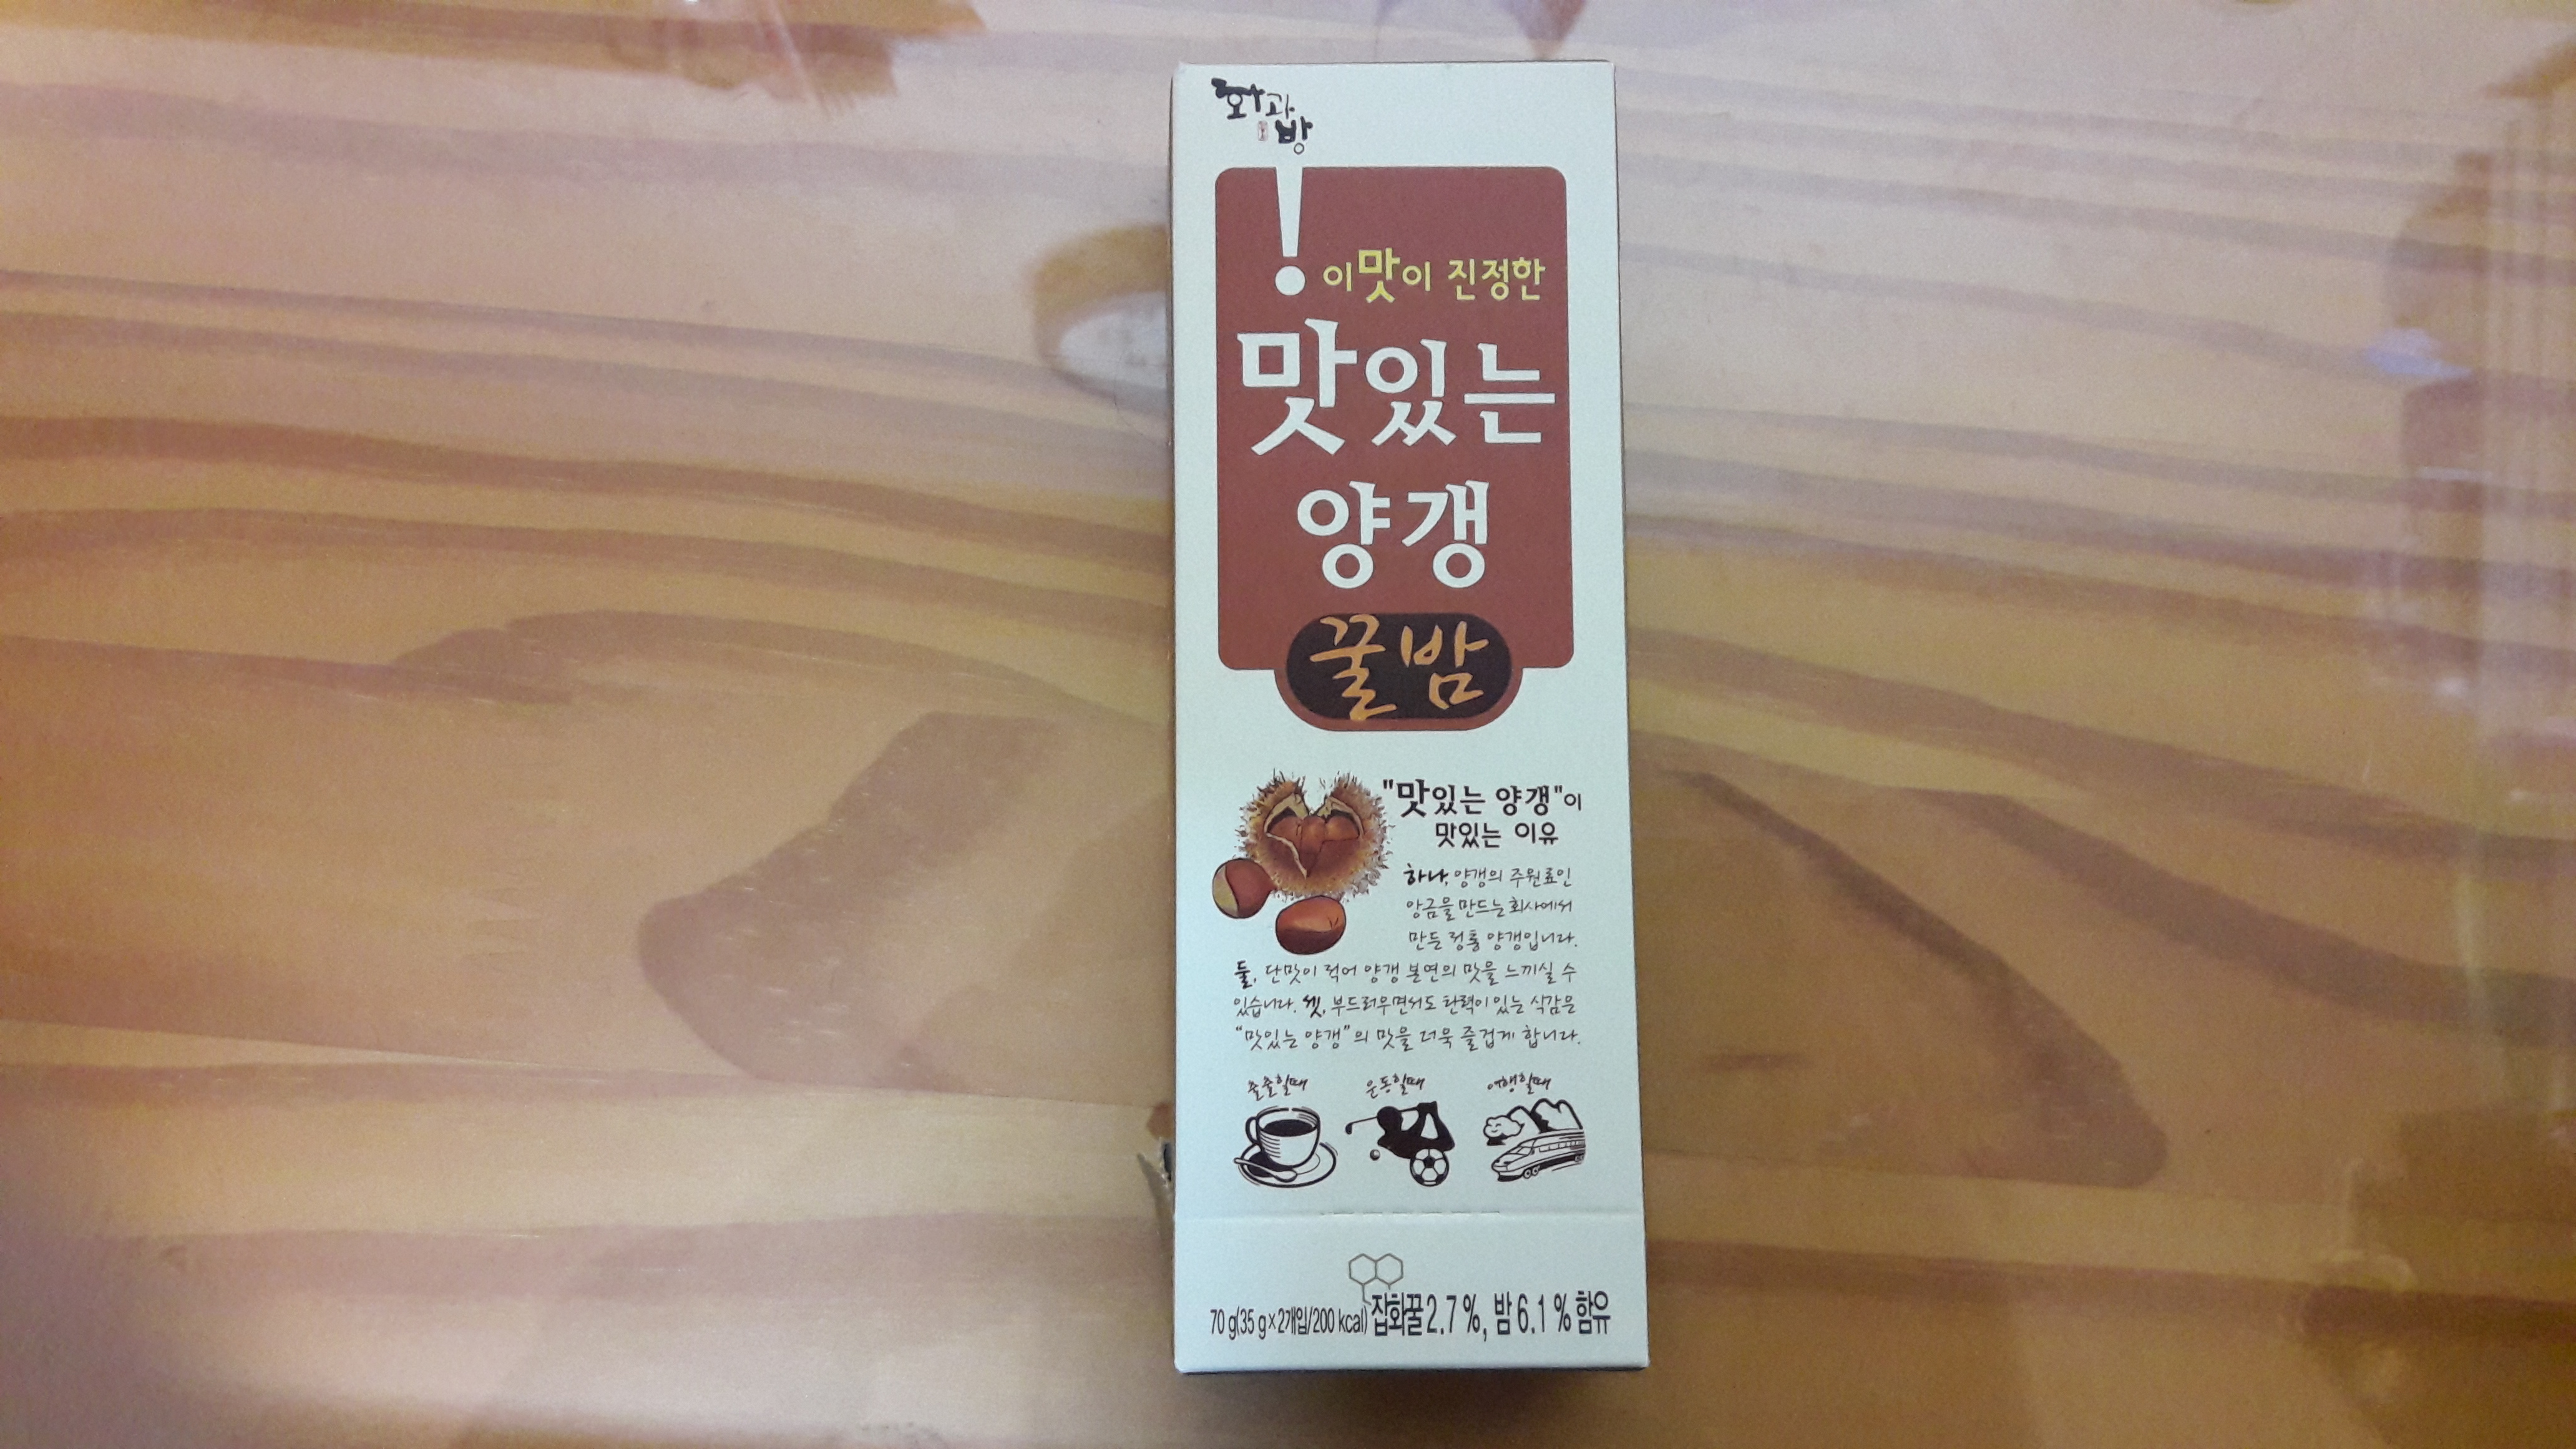 화과방
!
이맛이 진정한
맛있는
양갱
꿀밤
"맛있는 양갱"이
맛있는 이유
하나, 양갱의 주원료인
앙금을 만드는 회사에서
만든 정통 양갱입니다.
둘, 단맛이 적어 양갱 본연의 맛을 느끼실 수
있습니다. 셋, 부드러우면서도 탄력이 있는 식감은
"맛있는 양갱"의 맛을 더욱 즐겁게 합니다.
출출할때 운동할때 여행할때
70 g(35 g×2개입/200 kcal) 잡화꿀 2.7 %, 밤 6.1 % 함유